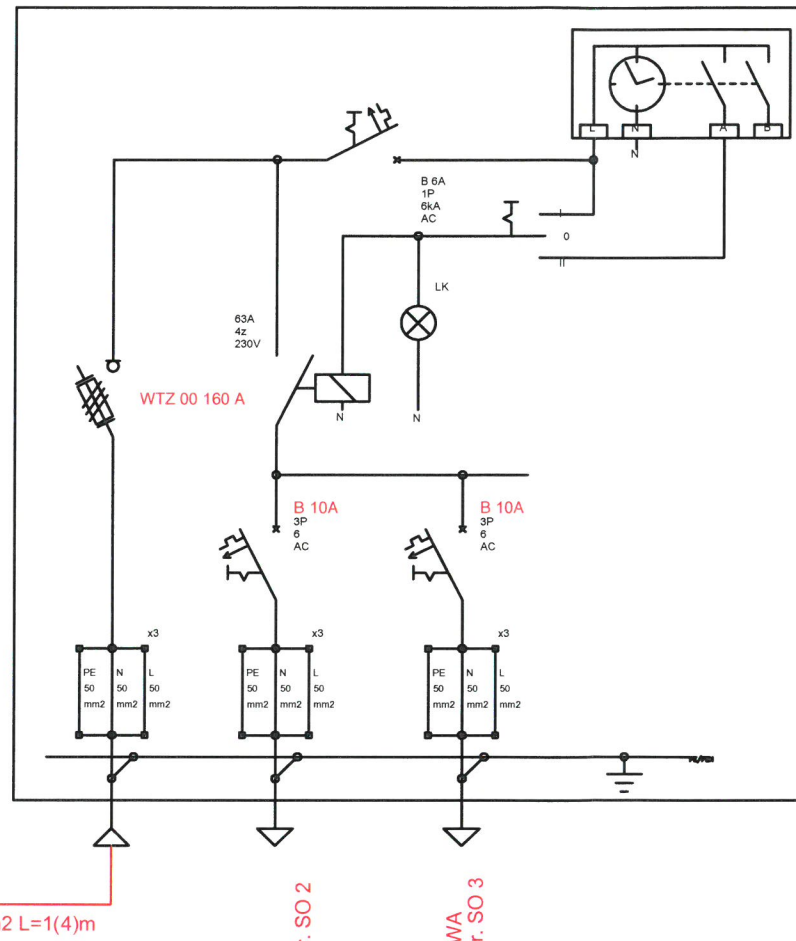 L N A B
N
B 6A
1P
6kA
AC
I
0
II
LK
63A
4z
230V
WTZ 00 160 A
N
N
B 10A
3P
6
AC
B 10A
3P
6
AC
x3
PE N L
50 50 50
mm2 mm2 mm2
x3
PE N L
50 50 50
mm2 mm2 mm2
x3
PE N L
50 50 50
mm2 mm2 mm2
L=1(4)m
SO 2
SO 3